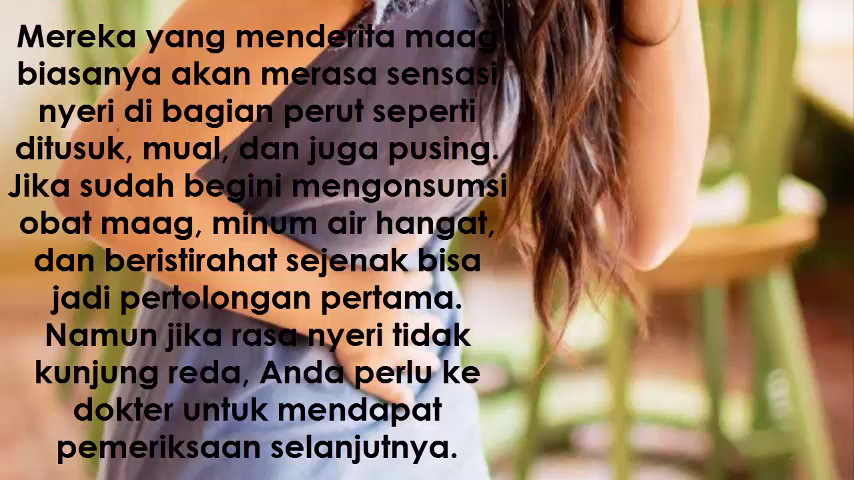 Mereka yang menderita maag
biasanya akan merasa sensasi
nyeri di bagian perut seperti
ditusuk, mual, dan juga pusing.
Jika sudah begini mengonsumsi
obat maag, minum air hangat,
dan beristirahat sejenak bisa
jadi pertolongan pertama.
Namun jika rasa nyeri tidak
kunjung reda, Anda perlu ke
dokter untuk mendapat
pemeriksaan selanjutnya.